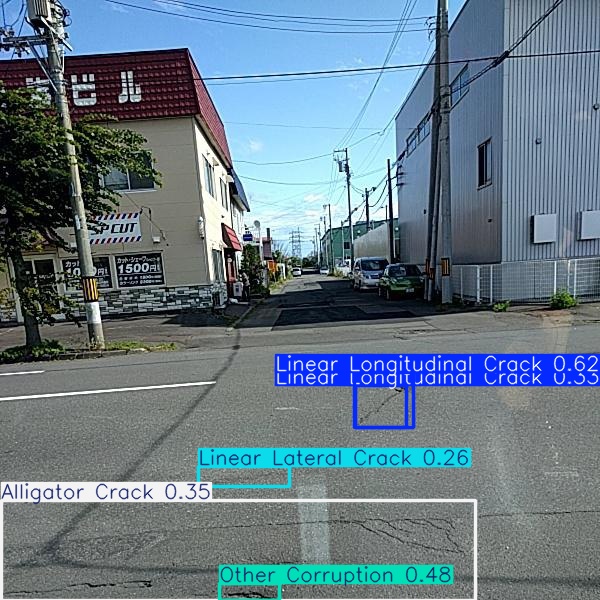 ビル
CUT
1500円
Linear Longitudinal Crack 0.62
Linear Longitudinal Crack 0.33
Linear Lateral Crack 0.26
Alligator Crack 0.35
Other Corruption 0.48